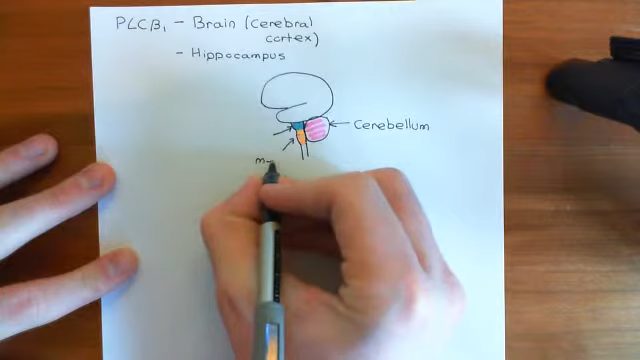 PLCβ₁ - Brain (cerebral
cortex)
- Hippocampus
Cerebellum